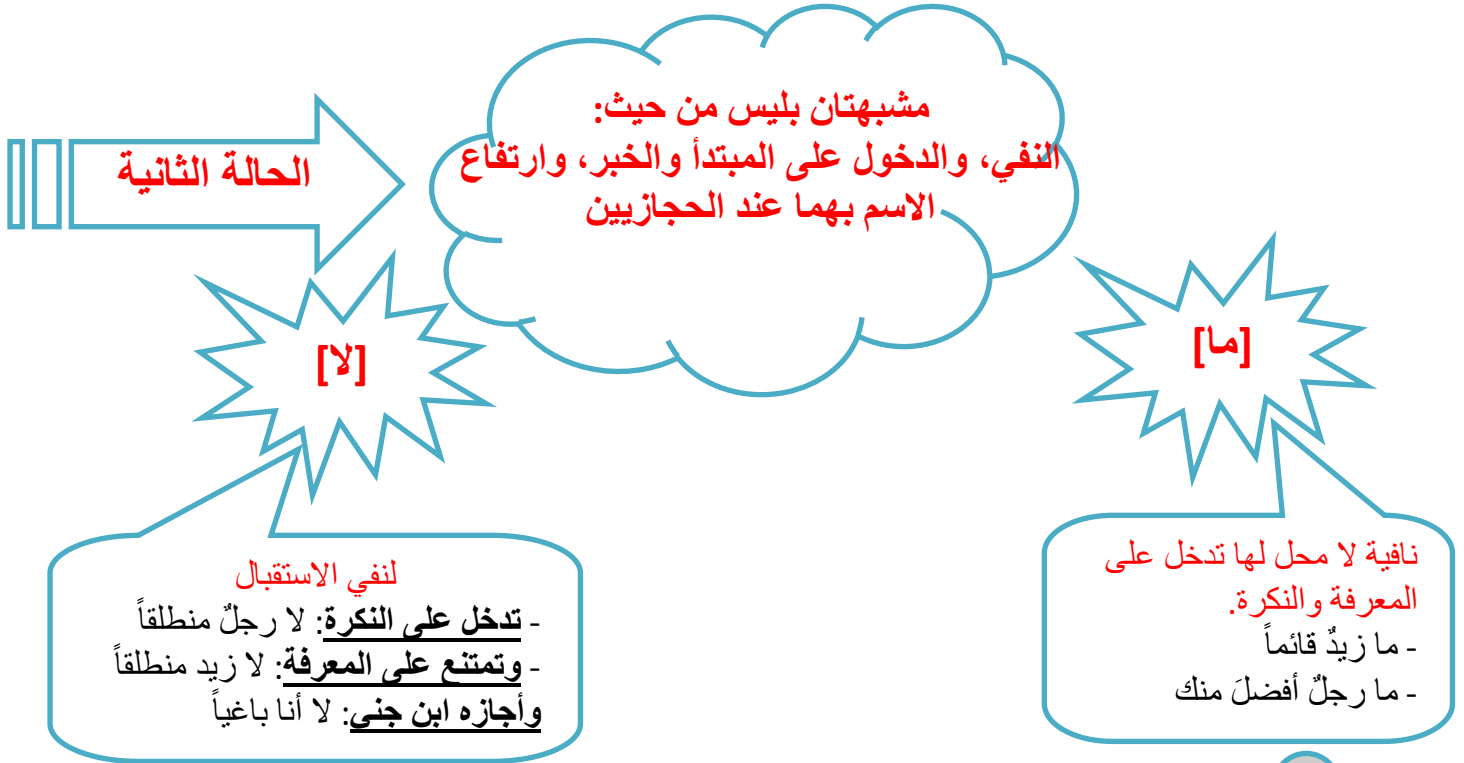 مشبهتان بليس من حيث:
النفي، والدخول على المبتدأ والخبر، وارتفاع
الاسم بهما عند الحجازيين
الحالة الثانية
[ما]
[لا]
نافية لا محل لها تدخل على
المعرفة والنكرة.
- ما زيدٌ قائماً
- ما رجلٌ أفضلَ منك
لنفي الاستقبال
- تدخل على النكرة: لا رجلٌ منطلقاً
- وتمتنع على المعرفة: لا زيد منطلقاً
وأجازه ابن جني: لا أنا باغياً